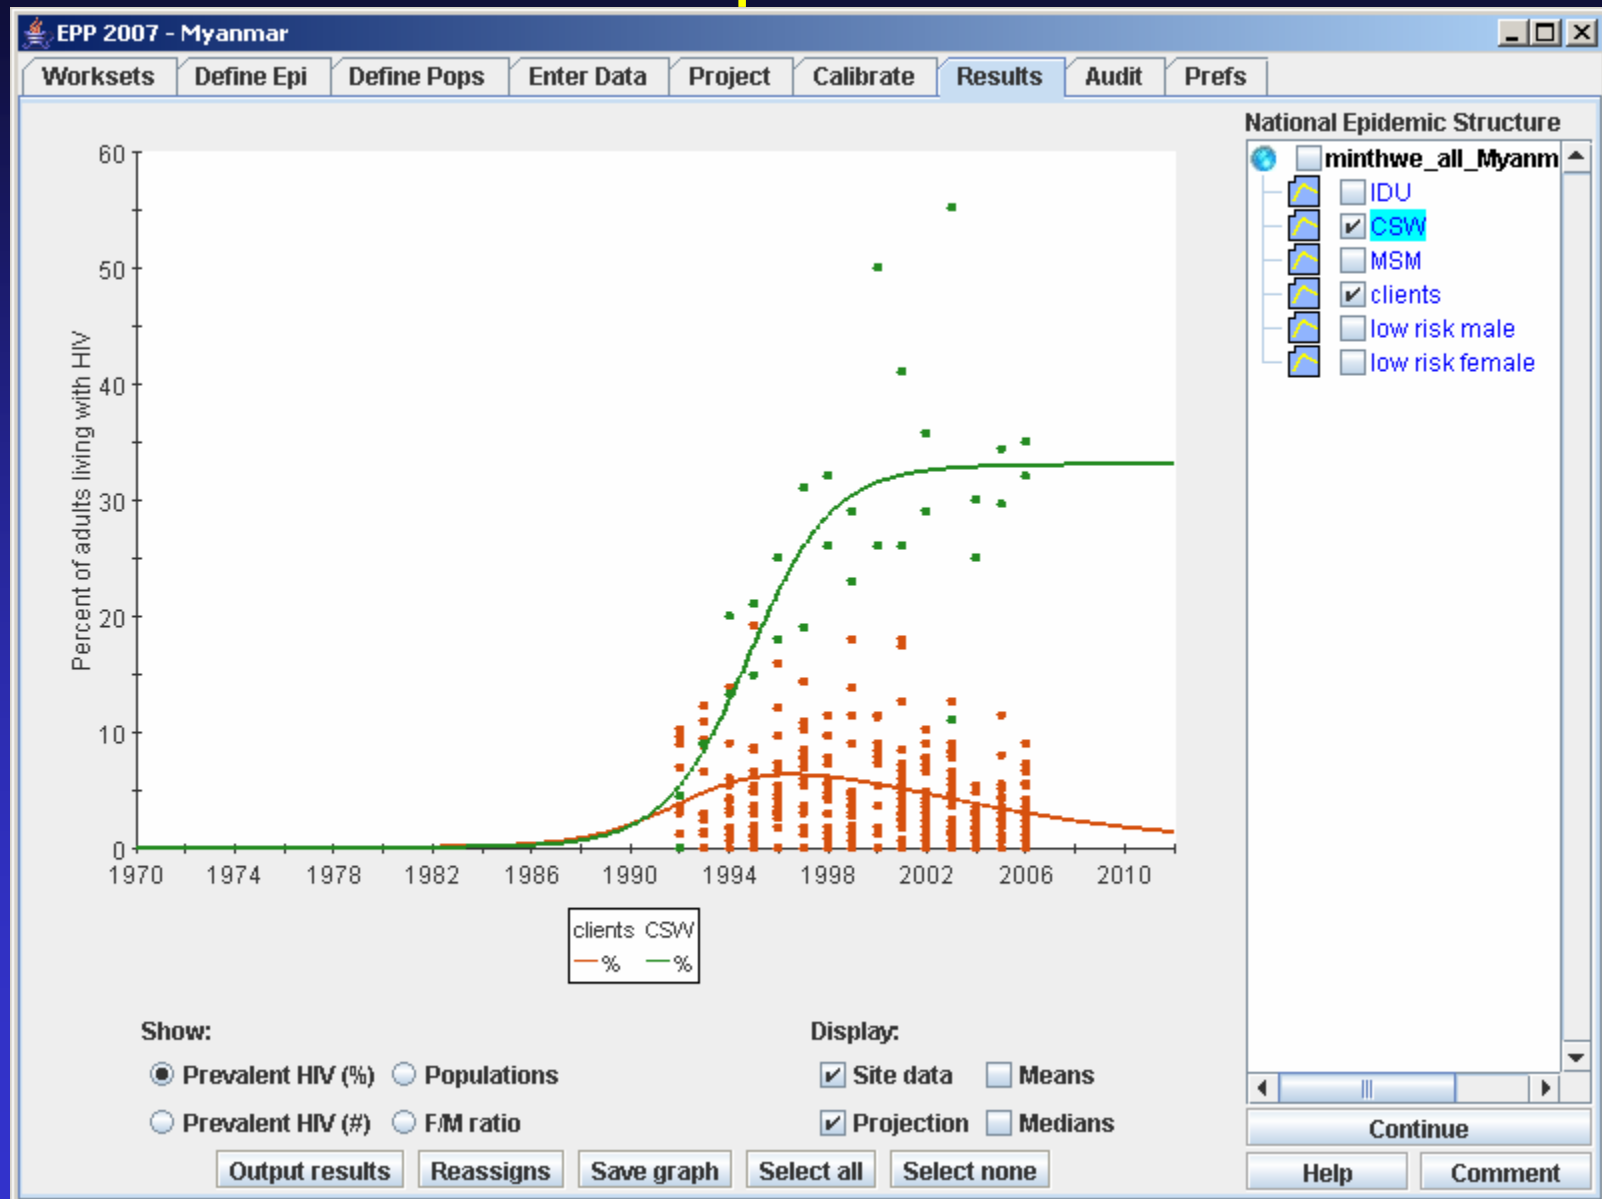 EPP 2007 - Myanmar
Worksets Define Epi Define Pops Enter Data Project Calibrate Results Audit Prefs
National Epidemic Structure
minthwe_all_Myanm
IDU
CSW
MSM
clients
low risk male
low risk female
Percent of adults living with HIV
60
50
40
30
20
10
0
1970 1974 1978 1982 1986 1990 1994 1998 2002 2006 2010
clients CSW
% %
Show:
Prevalent HIV (%) Populations
Prevalent HIV (#) F/M ratio
Display:
Site data Means
Projection Medians
Output results Reassigns Save graph Select all Select none
Continue
Help Comment